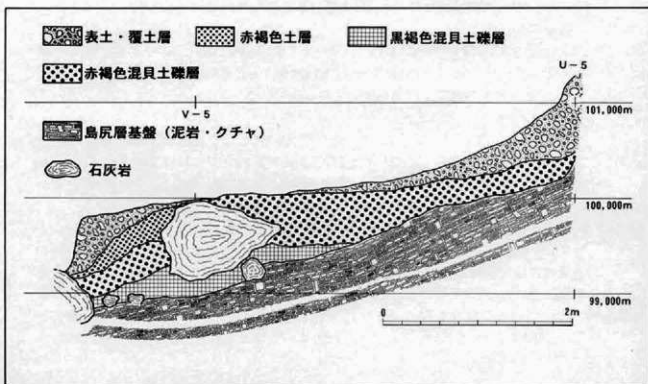 表土・覆土層 赤褐色土層 黒褐色混貝土礫層
赤褐色混貝土礫層
U-5
V-5
101,000m
島尻層基盤（泥岩・クチャ）
石灰岩
100,000m
99,000m
0 2m